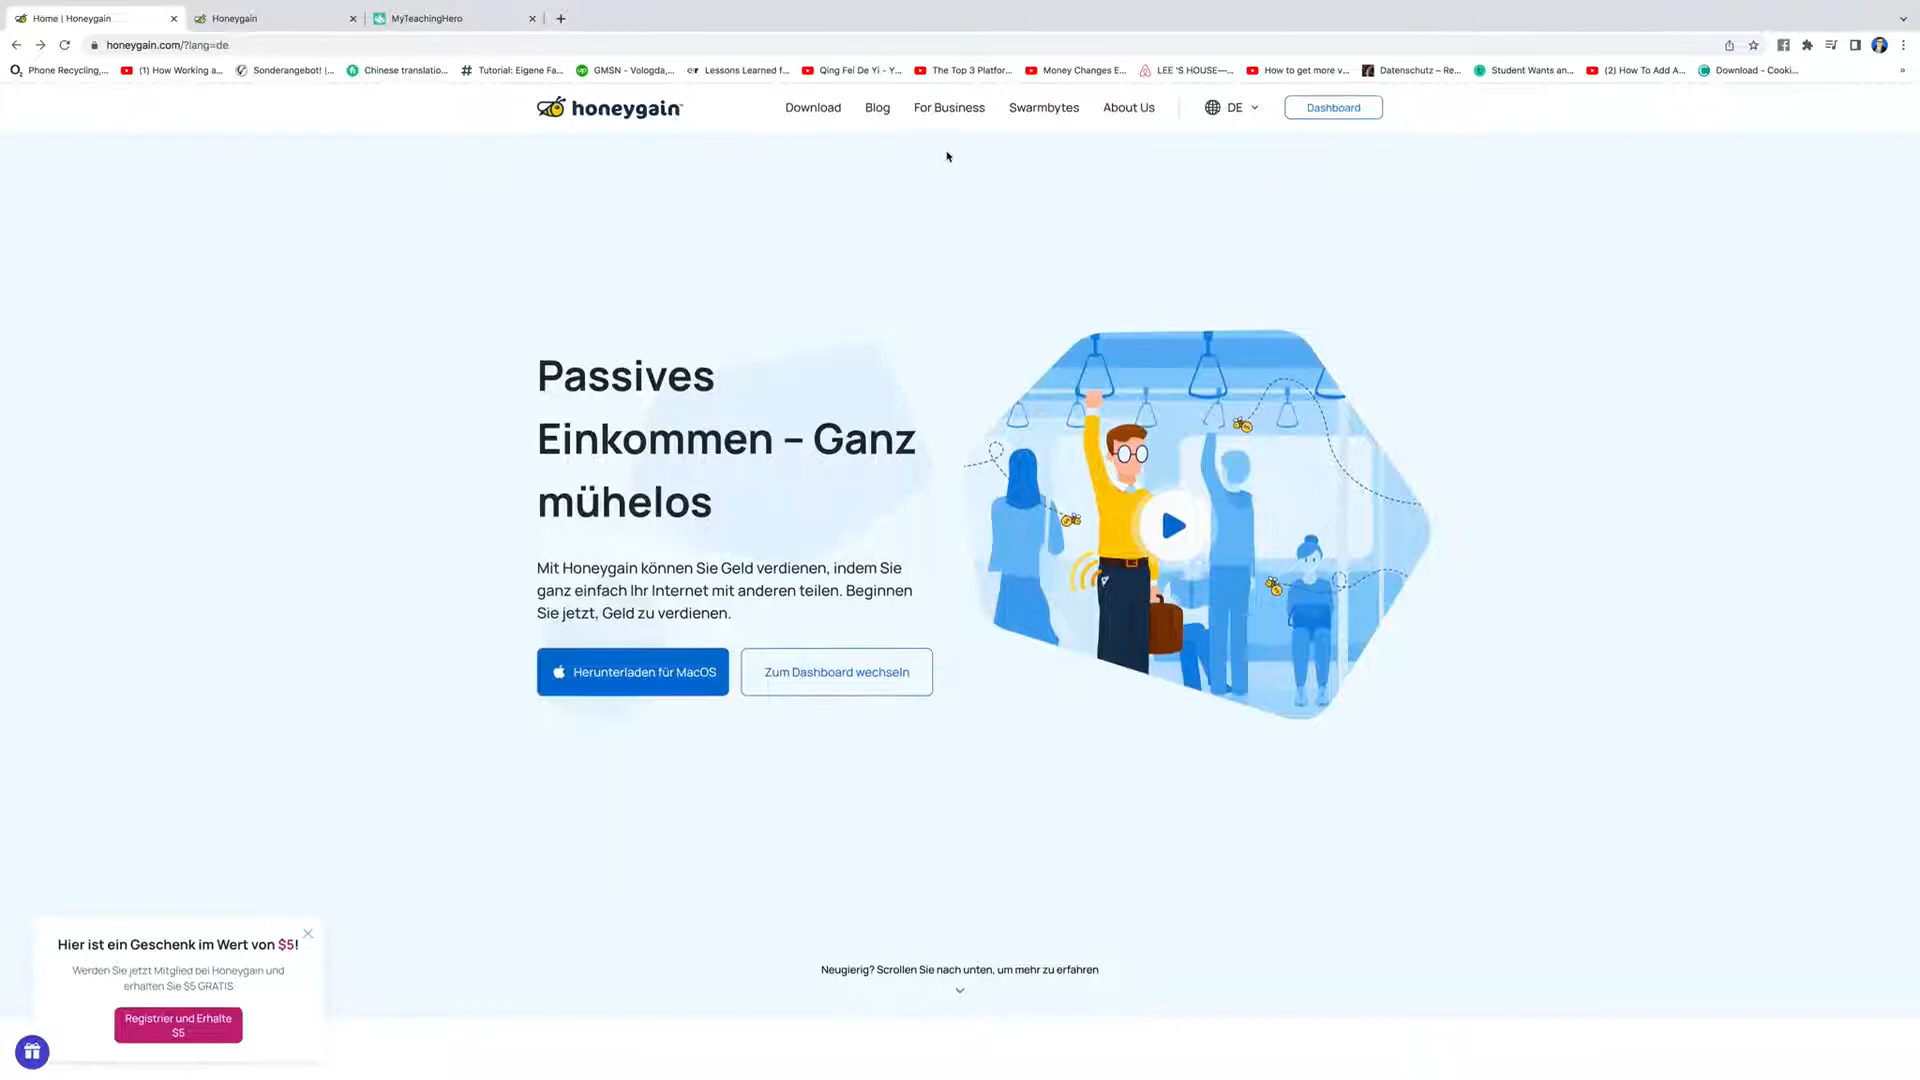 Home | Honeygain
Honeygain
MyTeachingHero
honeygain.com/?lang=de
Phone Recycling,...
(1) How Working a...
Sonderangebot! |...
Chinese translatio...
Tutorial: Eigene Fa...
GMSN - Vologda,...
Lessons Learned f...
Qing Fei De Yi - Y...
The Top 3 Platfor...
Money Changes E...
LEE 'S HOUSE—...
How to get more v...
Datenschutz – Re...
Student Wants an...
(2) How To Add A...
Download - Cooki...
honeygain
Download
Blog
For Business
Swarmbytes
About Us
DE
Dashboard
Passives
Einkommen – Ganz
mühelos
Mit Honeygain können Sie Geld verdienen, indem Sie
ganz einfach Ihr Internet mit anderen teilen. Beginnen
Sie jetzt, Geld zu verdienen.
Herunterladen für MacOS
Zum Dashboard wechseln
Neugierig? Scrollen Sie nach unten, um mehr zu erfahren
Hier ist ein Geschenk im Wert von $5!
Werden Sie jetzt Mitglied bei Honeygain und
erhalten Sie $5 GRATIS
Registrier und Erhalte
$5